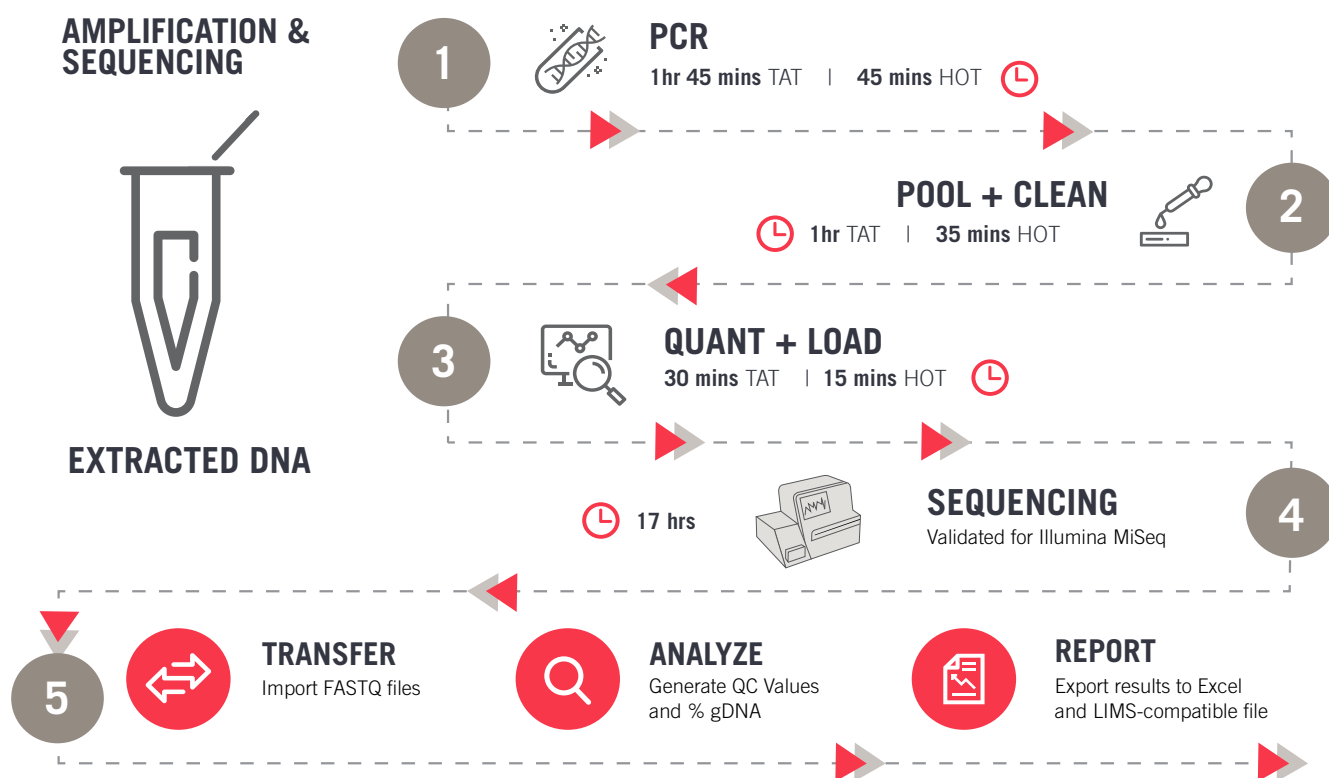 AMPLIFICATION &
SEQUENCING
EXTRACTED DNA
1
PCR
1hr 45 mins TAT | 45 mins HOT
2
POOL + CLEAN
1hr TAT | 35 mins HOT
3
QUANT + LOAD
30 mins TAT | 15 mins HOT
4
SEQUENCING
Validated for Illumina MiSeq
17 hrs
5
TRANSFER
Import FASTQ files
ANALYZE
Generate QC Values
and % gDNA
REPORT
Export results to Excel
and LIMS-compatible file